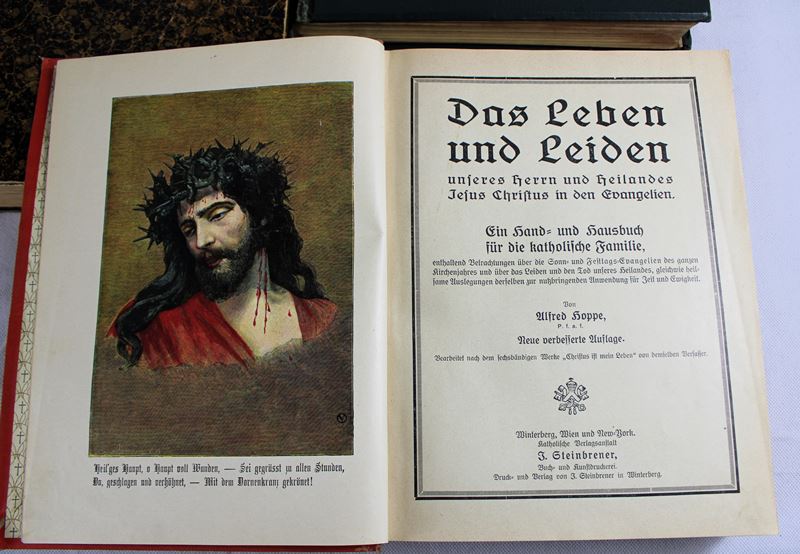 Heil'ges Haupt, o Haupt voll Wunden, — Sei gegrüsst zu allen Stunden,
Du, geschlagen und verhöhnet, — Mit dem Dornenkranz gekrönet!
Das Leben
und Leiden
unseres Herrn und Heilandes
Jesus Christus in den Evangelien.
Ein Hand- und Hausbuch
für die katholische Familie,
enthaltend Betrachtungen über die Sonn- und Festtags-Evangelien des ganzen
Kirchenjahres und über das Leiden und den Tod unseres Heilandes, gleichwie heil-
same Auslegungen derselben zur nutzbringenden Anwendung für Zeit und Ewigkeit.
Von
Alfred Hoppe,
P. f. a. f.
Neue verbesserte Auflage.
Bearbeitet nach dem sechsbändigen Werke „Christus ist mein Leben" von demselben Verfasser.
Winterberg, Wien und New-York.
Katholische Verlagsanstalt
J. Steinbrener,
Buch- und Kunstdruckerei.
Druck- und Verlag von J. Steinbrener in Winterberg.